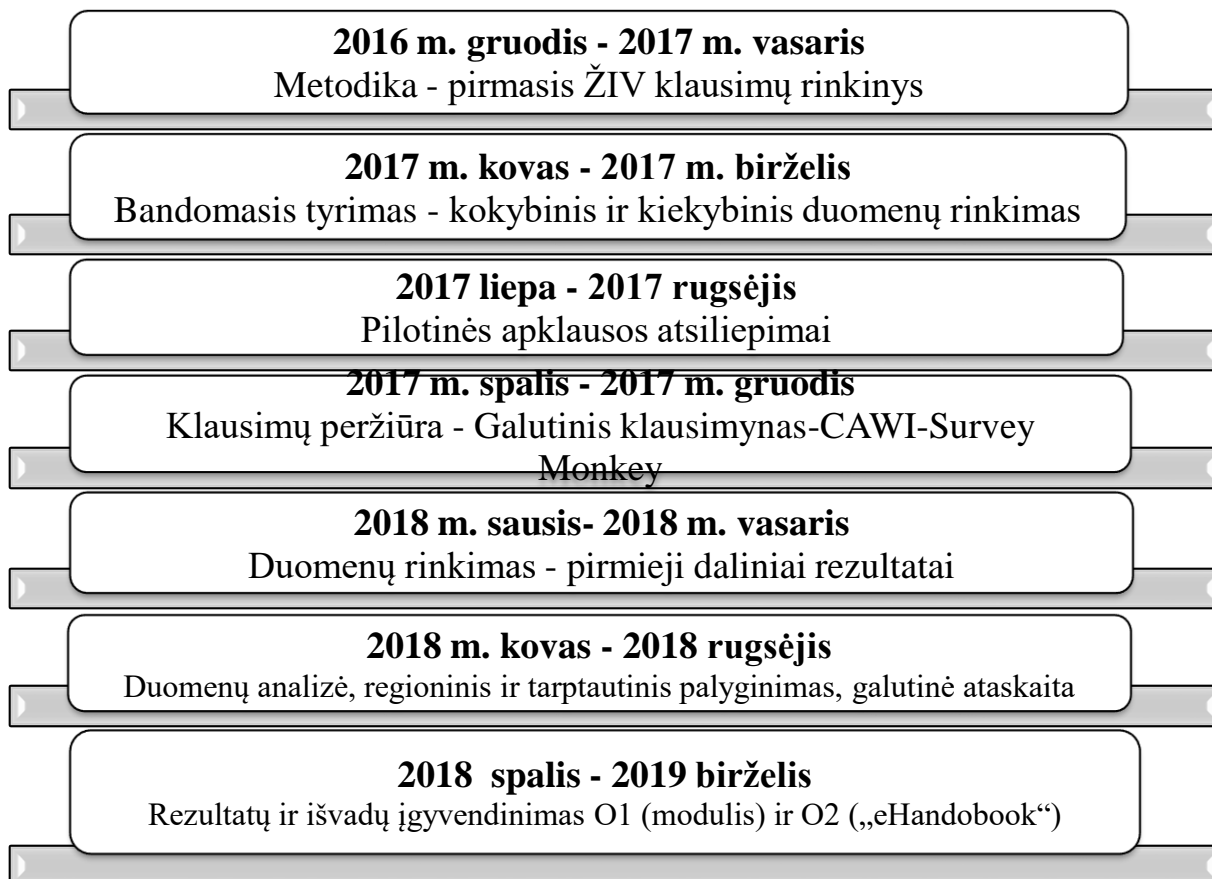 2016 m. gruodis - 2017 m. vasaris
Metodika - pirmasis ŽIV klausimų rinkinys
2017 m. kovas - 2017 m. birželis
Bandomasis tyrimas - kokybinis ir kiekybinis duomenų rinkimas
2017 liepa - 2017 rugsėjis
Pilotinės apklausos atsiliepimai
2017 m. spalis - 2017 m. gruodis
Klausimų peržiūra - Galutinis klausimynas-CAWI-Survey
Monkey
2018 m. sausis- 2018 m. vasaris
Duomenų rinkimas - pirmieji daliniai rezultatai
2018 m. kovas - 2018 rugsėjis
Duomenų analizė, regioninis ir tarptautinis palyginimas, galutinė ataskaita
2018 spalis - 2019 birželis
Rezultatų ir išvadų įgyvendinimas O1 (modulis) ir O2 („eHandobook“)